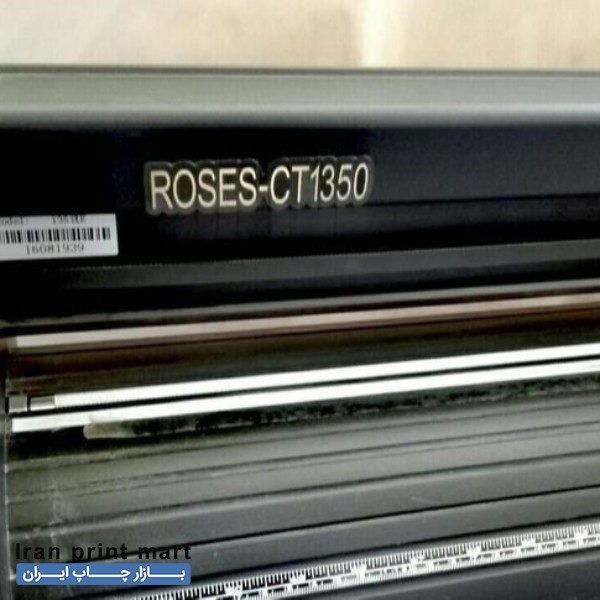 ROSES-CT1350
16081939
Iran print mart
بازار چاپ ایران